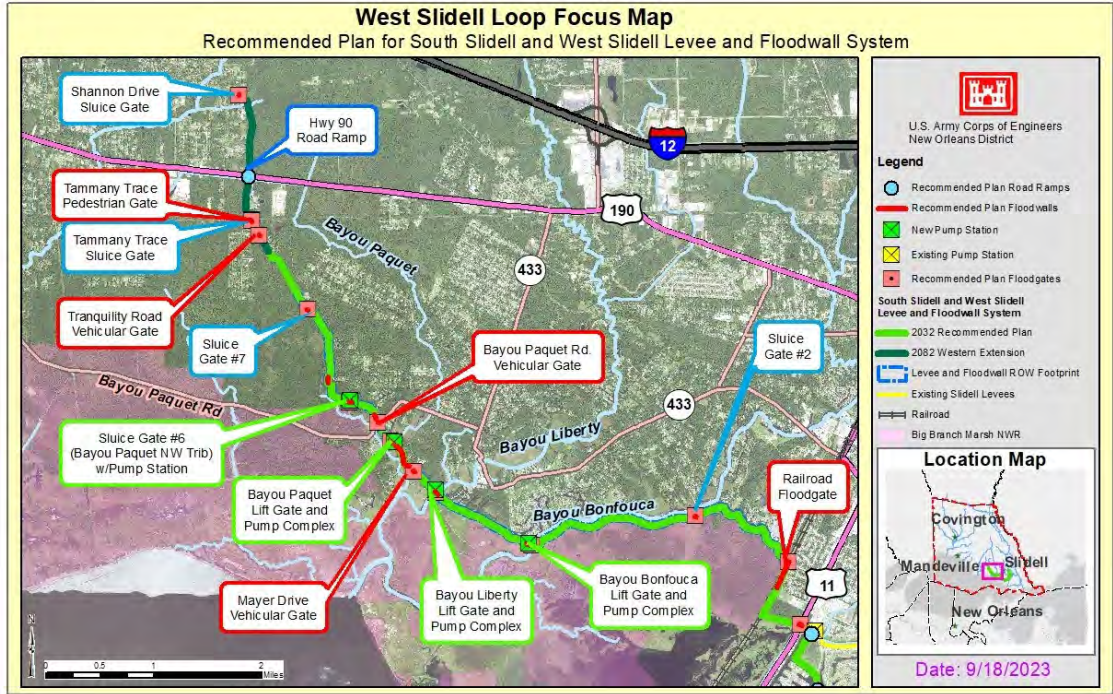 West Slidell Loop Focus Map
Recommended Plan for South Slidell and West Slidell Levee and Floodwall System
Shannon Drive
Sluice Gate
Hwy 90
Road Ramp
12
Tammany Trace
Pedestrian Gate
190
Tammany Trace
Sluice Gate
Bayou Paquet
433
Tranquility Road
Vehicular Gate
Sluice
Gate #7
Bayou Paquet Rd.
Vehicular Gate
Sluice
Gate #2
Bayou Paquet Rd
433
Bayou Liberty
Sluice Gate #6
(Bayou Paquet NW Trib)
w/Pump Station
Railroad
Floodgate
Bayou Paquet
Lift Gate and
Pump Complex
Bayou Bonfouca
11
Mayer Drive
Vehicular Gate
Bayou Liberty
Lift Gate and
Pump Complex
Bayou Bonfouca
Lift Gate and
Pump Complex
N
0 0.5 1 2
Miles
U.S. Army Corps of Engineers
New Orleans District
Legend
Recommended Plan Road Ramps
Recommended Plan Floodwalls
New Pump Station
Existing Pump Station
Recommended Plan Floodgates
South Slidell and West Slidell
Levee and Floodwall System
2032 Recommended Plan
2082 Western Extension
Levee and Floodwall ROW Footprint
Existing Slidell Levees
Railroad
Big Branch Marsh NWR
Location Map
Covington
Mandeville
Slidell
New Orleans
Date: 9/18/2023